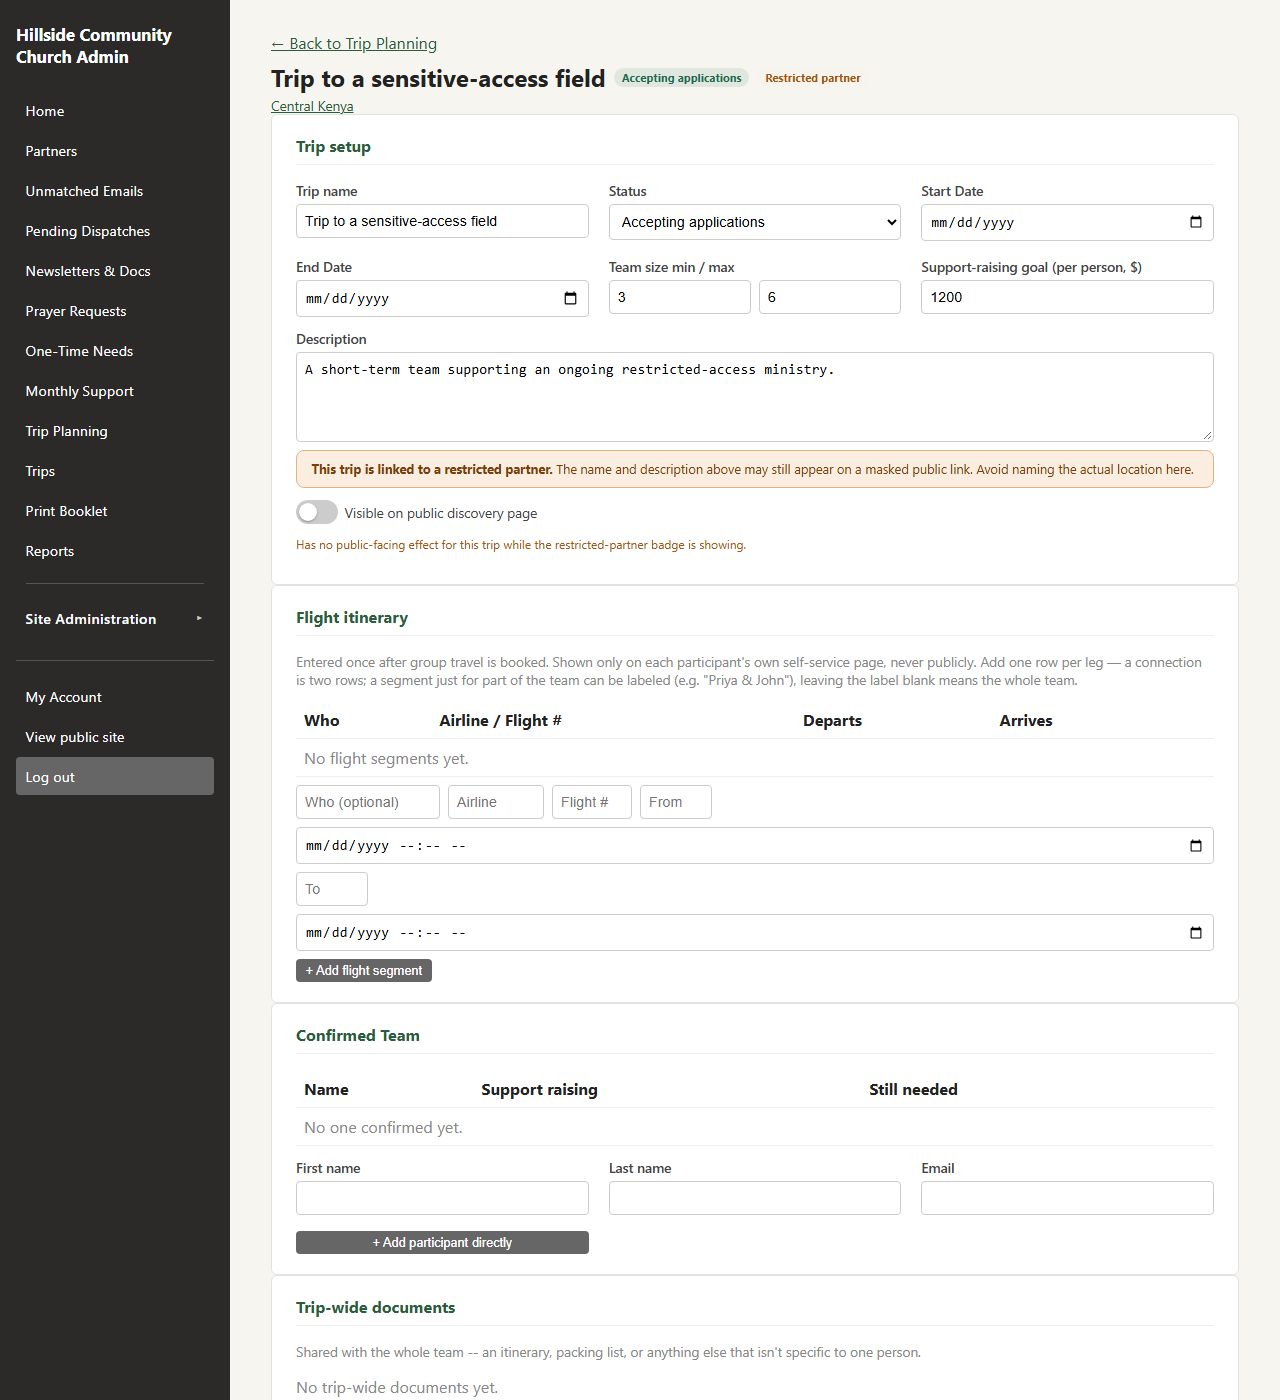 Hillside Community
Church Admin
Home
Partners
Unmatched Emails
Pending Dispatches
Newsletters & Docs
Prayer Requests
One-Time Needs
Monthly Support
Trip Planning
Trips
Print Booklet
Reports
Site Administration
My Account
View public site
Log out
← Back to Trip Planning
Trip to a sensitive-access field Accepting applications Restricted partner
Central Kenya
Trip setup
Trip name Status Start Date
Trip to a sensitive-access field Accepting applications mm/dd/yyyy
End Date Team size min / max Support-raising goal (per person, $)
mm/dd/yyyy 3 6 1200
Description
A short-term team supporting an ongoing restricted-access ministry.
This trip is linked to a restricted partner. The name and description above may still appear on a masked public link. Avoid naming the actual location here.
Visible on public discovery page
Has no public-facing effect for this trip while the restricted-partner badge is showing.
Flight itinerary
Entered once after group travel is booked. Shown only on each participant's own self-service page, never publicly. Add one row per leg — a connection
is two rows; a segment just for part of the team can be labeled (e.g. "Priya & John"), leaving the label blank means the whole team.
Who Airline / Flight # Departs Arrives
No flight segments yet.
Who (optional) Airline Flight # From
mm/dd/yyyy --:-- --
To
mm/dd/yyyy --:-- --
+ Add flight segment
Confirmed Team
Name Support raising Still needed
No one confirmed yet.
First name Last name Email
+ Add participant directly
Trip-wide documents
Shared with the whole team -- an itinerary, packing list, or anything else that isn't specific to one person.
No trip-wide documents yet.